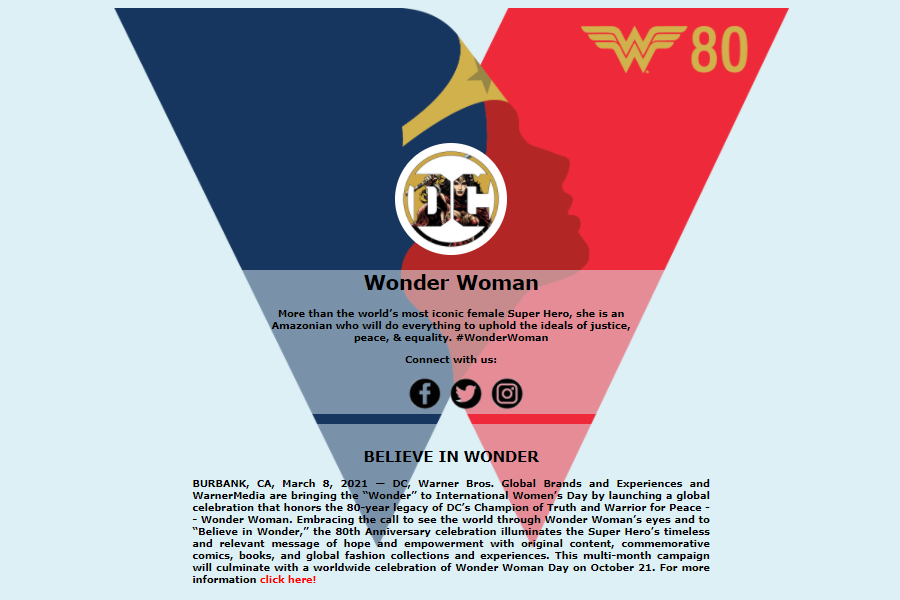 80
DC
Wonder Woman
More than the world’s most iconic female Super Hero, she is an
Amazonian who will do everything to uphold the ideals of justice,
peace, & equality. #WonderWoman
Connect with us:
BELIEVE IN WONDER
BURBANK, CA, March 8, 2021 — DC, Warner Bros. Global Brands and Experiences and
WarnerMedia are bringing the “Wonder” to International Women’s Day by launching a global
celebration that honors the 80-year legacy of DC’s Champion of Truth and Warrior for Peace -
- Wonder Woman. Embracing the call to see the world through Wonder Woman’s eyes and to
“Believe in Wonder,” the 80th Anniversary celebration illuminates the Super Hero’s timeless
and relevant message of hope and empowerment with original content, commemorative
comics, books, and global fashion collections and experiences. This multi-month campaign
will culminate with a worldwide celebration of Wonder Woman Day on October 21. For more
information click here!